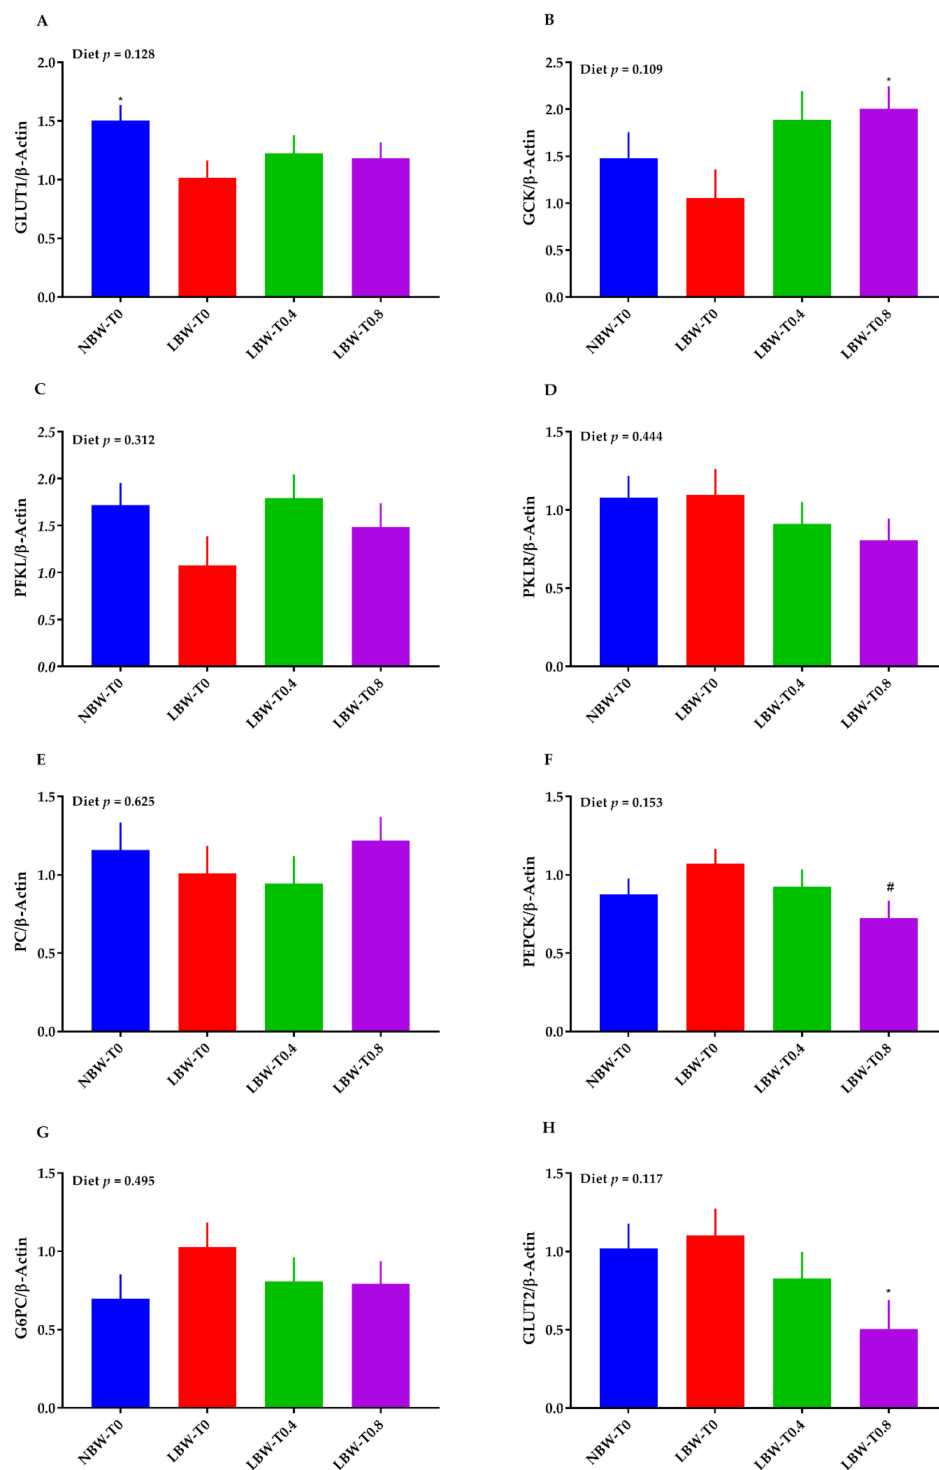 A
Diet p = 0.128
GLUT1/β-Actin
2.0
1.5
1.0
0.5
0.0
*
NBW-T0
LBW-T0
LBW-T0.4
LBW-T0.8
B
Diet p = 0.109
GCK/β-Actin
2.5
2.0
1.5
1.0
0.5
0.0
*
NBW-T0
LBW-T0
LBW-T0.4
LBW-T0.8
C
Diet p = 0.312
PFKL/β-Actin
2.5
2.0
1.5
1.0
0.5
0.0
NBW-T0
LBW-T0
LBW-T0.4
LBW-T0.8
D
Diet p = 0.444
PKLR/β-Actin
1.5
1.0
0.5
0.0
NBW-T0
LBW-T0
LBW-T0.4
LBW-T0.8
E
Diet p = 0.625
PC/β-Actin
1.5
1.0
0.5
0.0
NBW-T0
LBW-T0
LBW-T0.4
LBW-T0.8
F
Diet p = 0.153
PEPCK/β-Actin
1.5
1.0
0.5
0.0
#
NBW-T0
LBW-T0
LBW-T0.4
LBW-T0.8
G
Diet p = 0.495
G6PC/β-Actin
1.5
1.0
0.5
0.0
NBW-T0
LBW-T0
LBW-T0.4
LBW-T0.8
H
Diet p = 0.117
GLUT2/β-Actin
1.5
1.0
0.5
0.0
*
NBW-T0
LBW-T0
LBW-T0.4
LBW-T0.8